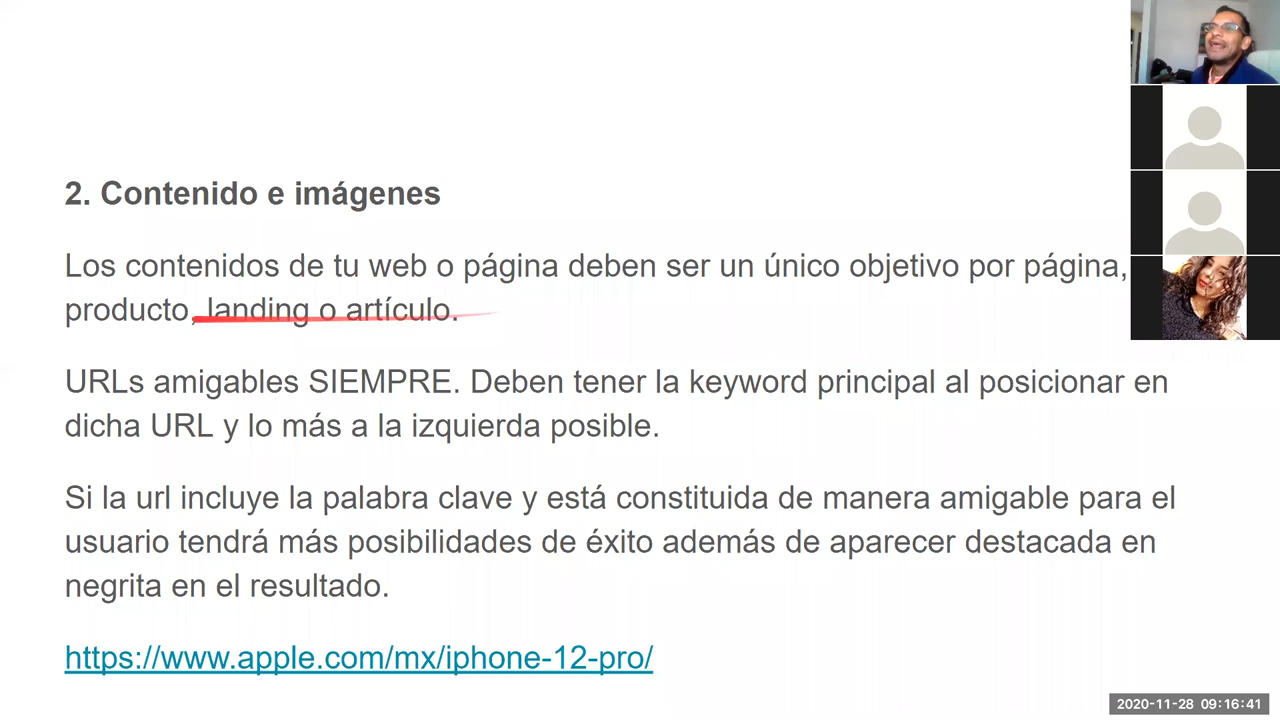 2. Contenido e imágenes
Los contenidos de tu web o página deben ser un único objetivo por página,
producto, landing o artículo.
URLs amigables SIEMPRE. Deben tener la keyword principal al posicionar en
dicha URL y lo más a la izquierda posible.
Si la url incluye la palabra clave y está constituida de manera amigable para el
usuario tendrá más posibilidades de éxito además de aparecer destacada en
negrita en el resultado.
https://www.apple.com/mx/iphone-12-pro/
2020-11-28 09:16:41